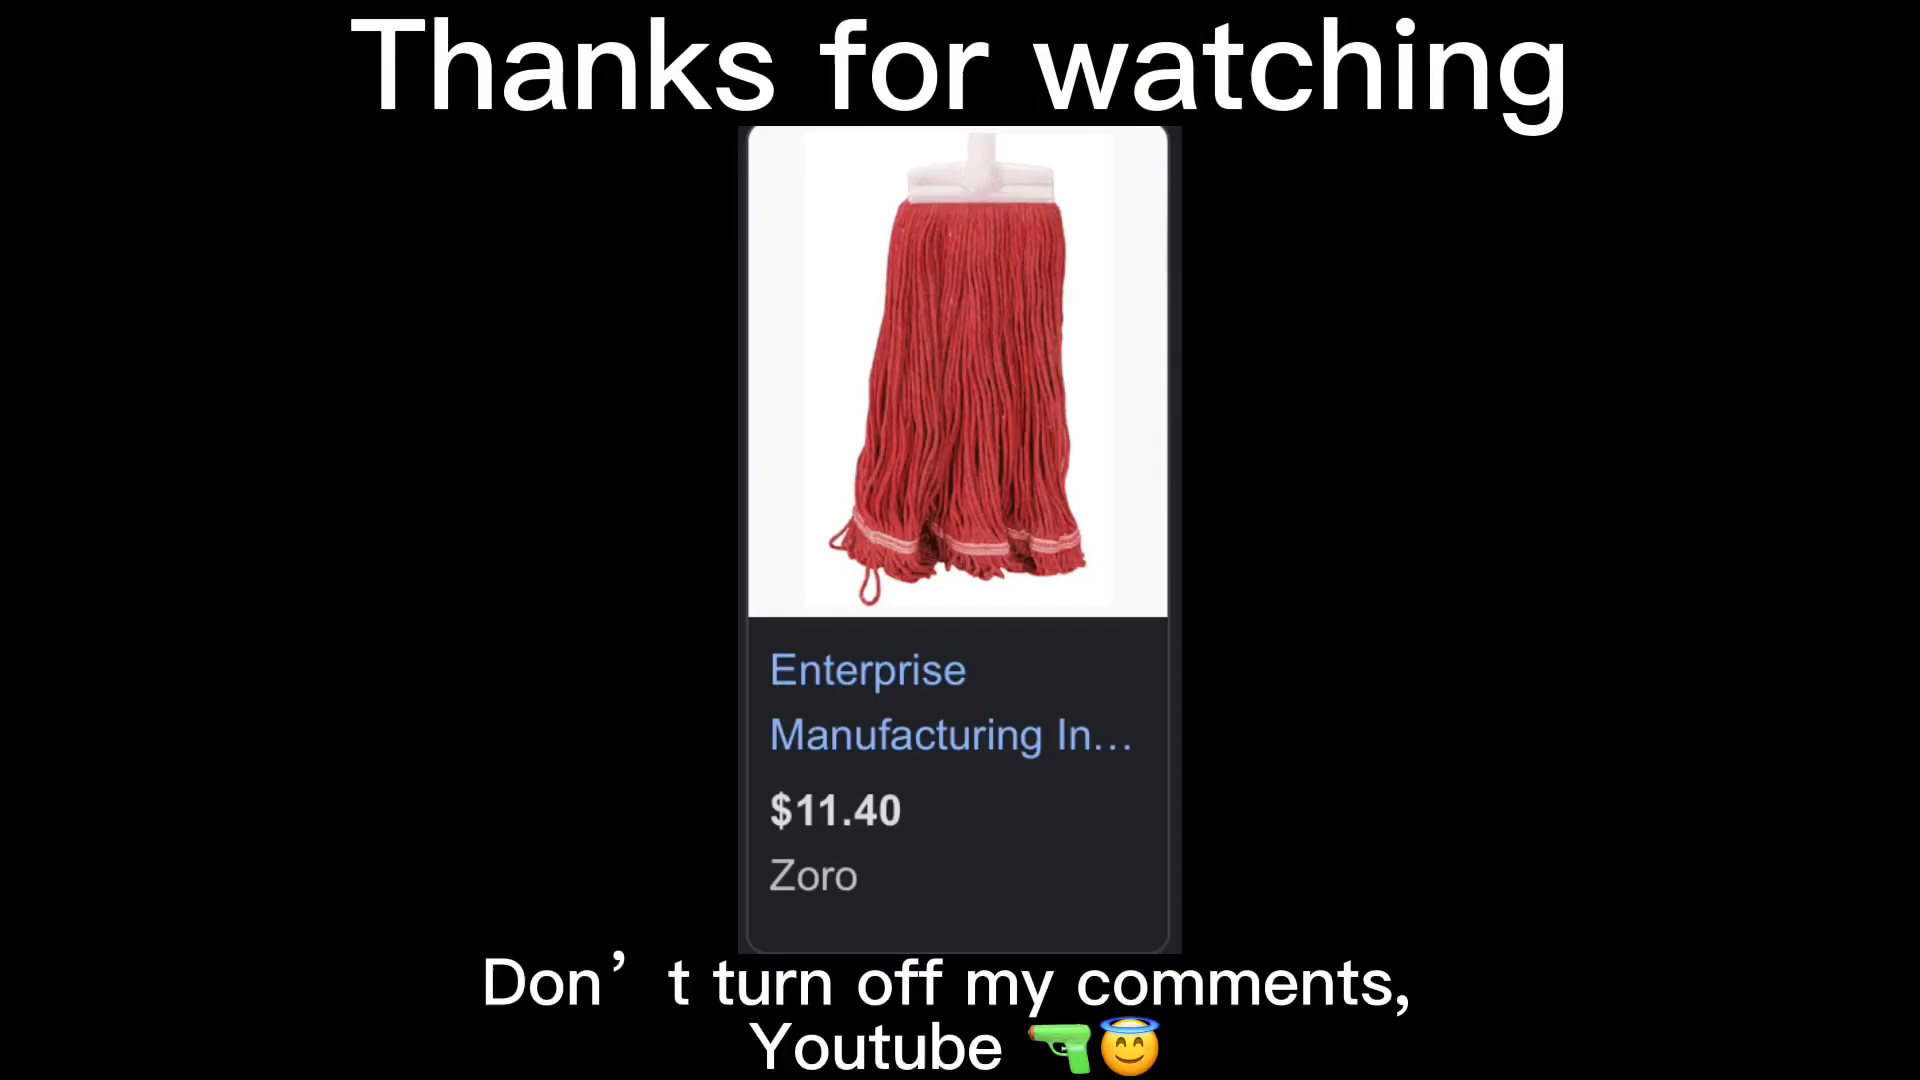 Thanks for watching
Enterprise
Manufacturing In...
$11.40
Zoro
Don’t turn off my comments,
Youtube 🔫😇